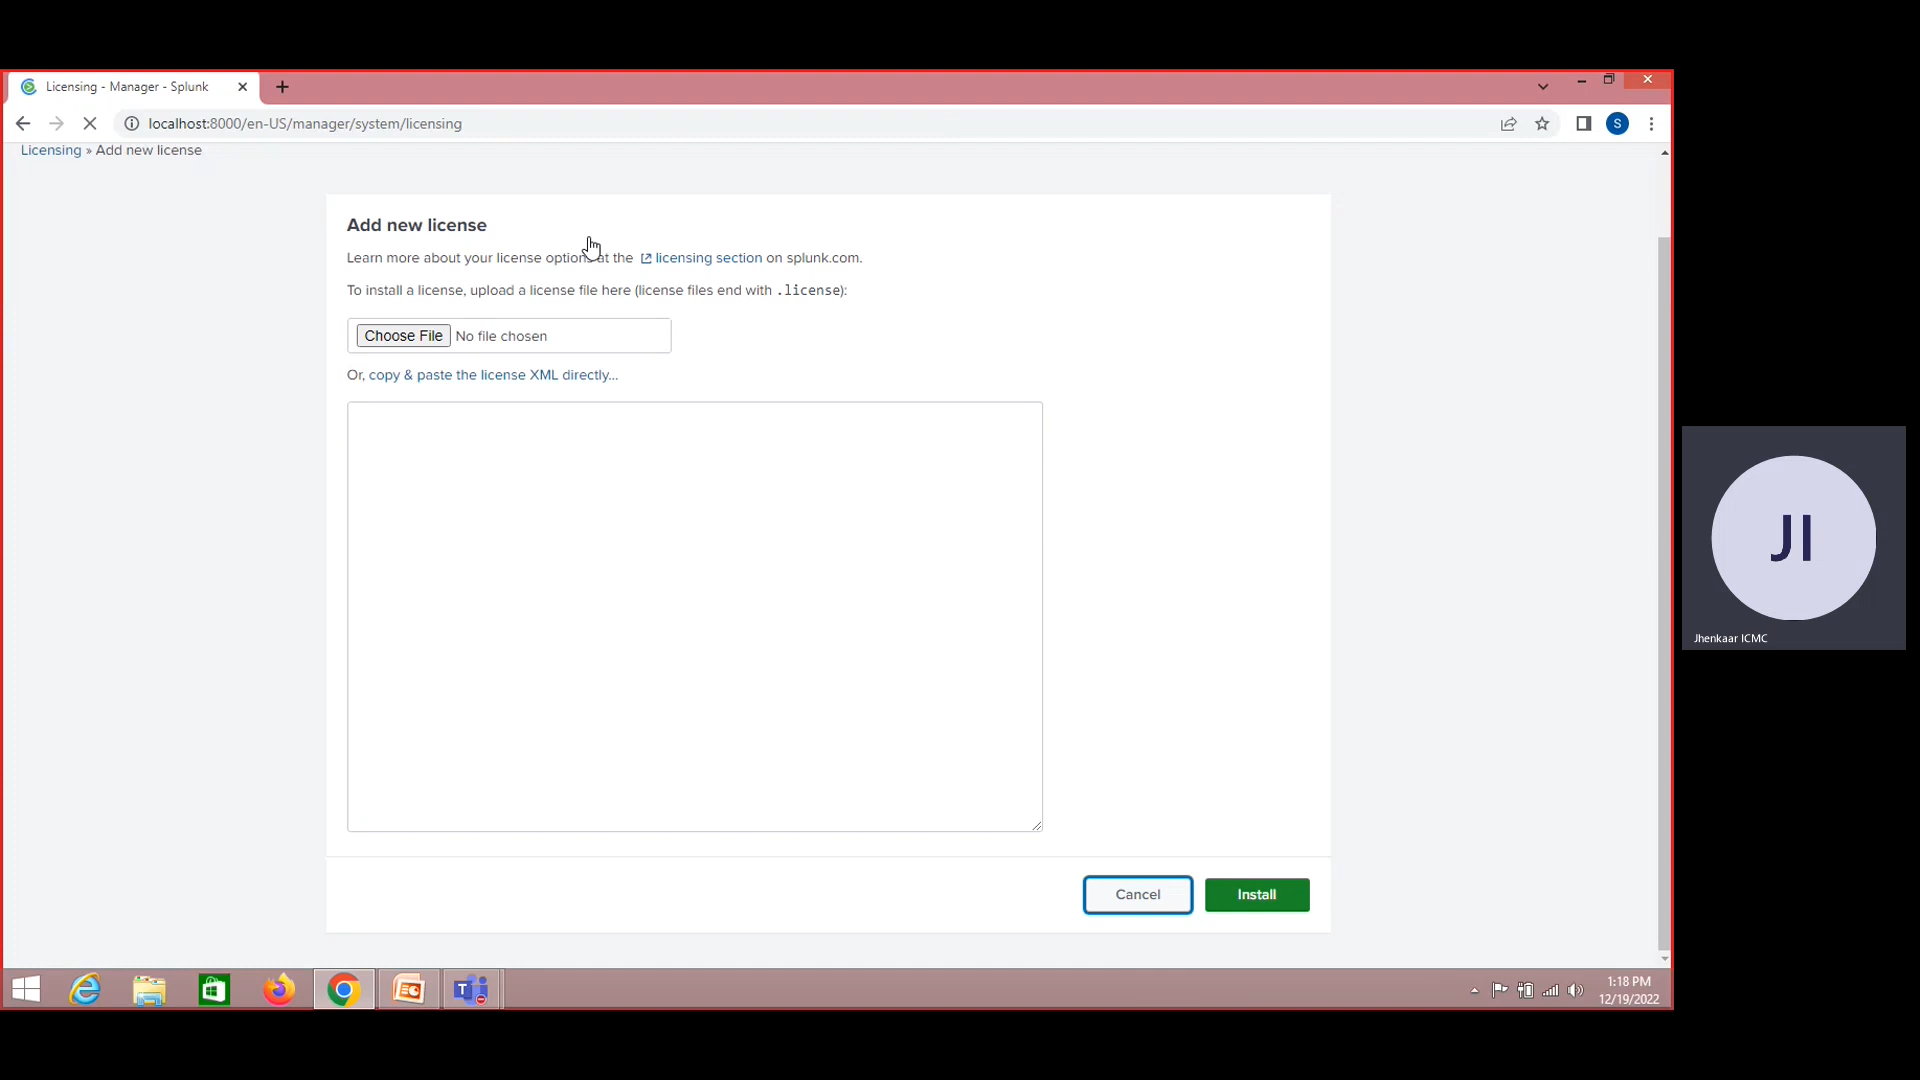 Licensing - Manager - Splunk
localhost:8000/en-US/manager/system/licensing
S
Licensing » Add new license
Add new license
Learn more about your license options at the licensing section on splunk.com.
To install a license, upload a license file here (license files end with .license):
Choose File No file chosen
Or, copy & paste the license XML directly...
Cancel
Install
JI
Jhenkaar ICMC
1:18 PM
12/19/2022